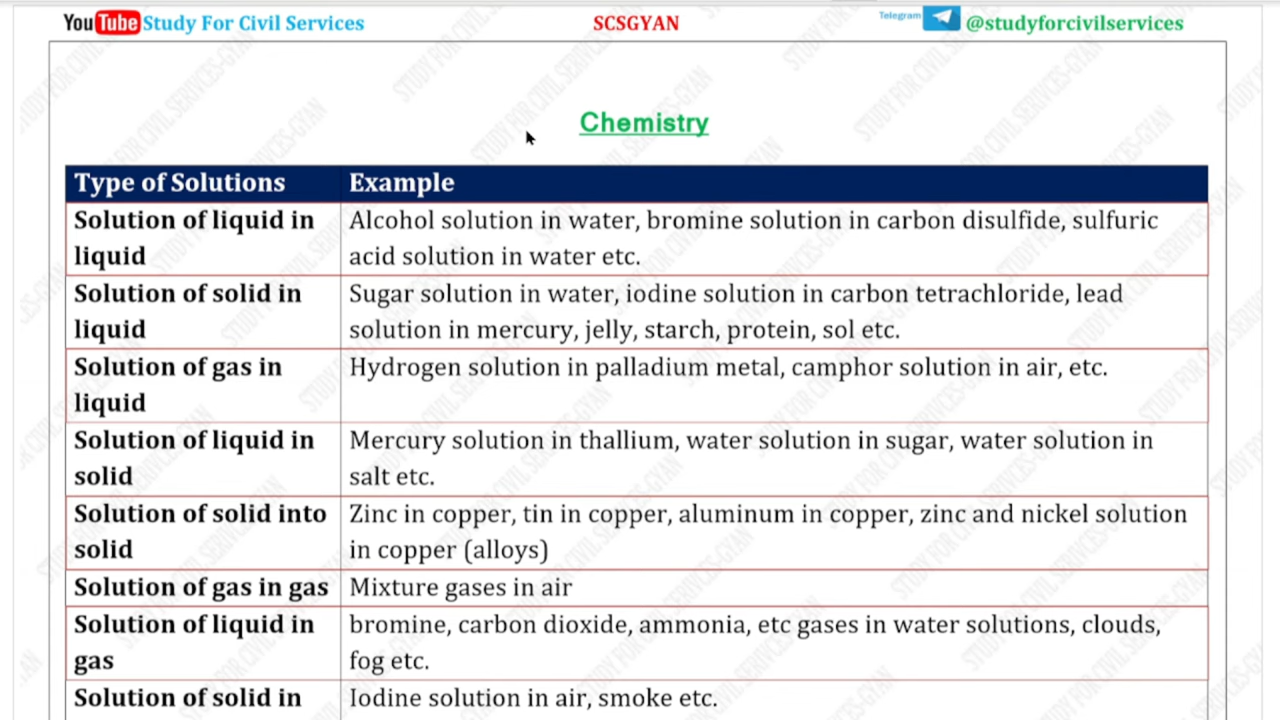 YouTube Study For Civil Services SCSGYAN Telegram @studyforcivilservices
Chemistry
Type of Solutions Example
Solution of liquid in Alcohol solution in water, bromine solution in carbon disulfide, sulfuric
liquid acid solution in water etc.
Solution of solid in Sugar solution in water, iodine solution in carbon tetrachloride, lead
liquid solution in mercury, jelly, starch, protein, sol etc.
Solution of gas in Hydrogen solution in palladium metal, camphor solution in air, etc.
liquid
Solution of liquid in Mercury solution in thallium, water solution in sugar, water solution in
solid salt etc.
Solution of solid into Zinc in copper, tin in copper, aluminum in copper, zinc and nickel solution
solid in copper (alloys)
Solution of gas in gas Mixture gases in air
Solution of liquid in bromine, carbon dioxide, ammonia, etc gases in water solutions, clouds,
gas fog etc.
Solution of solid in Iodine solution in air, smoke etc.
STUDY FOR CIVIL SERVICES-GYAN